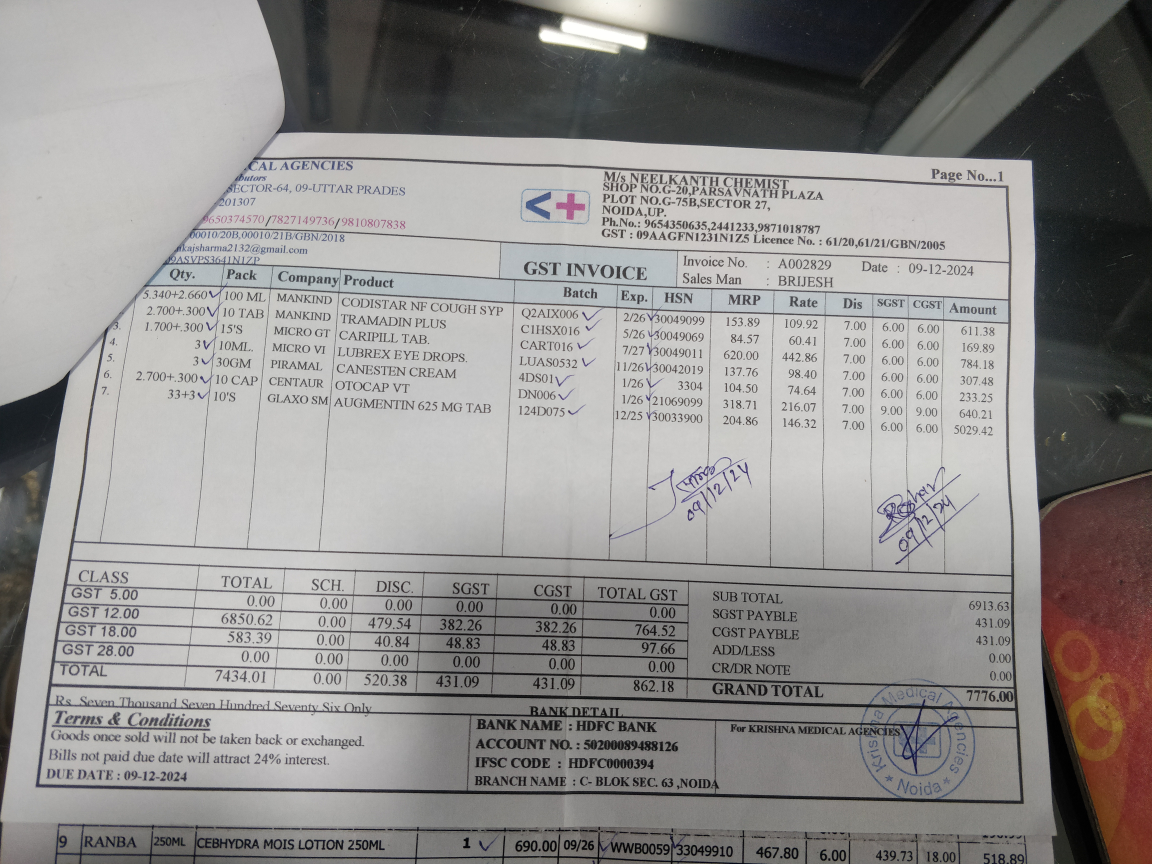 CAL AGENCIES
SECTOR-64, 09-UTTAR PRADES
201307
9650374570/7827149736/9810807838
00010/20B,00010/21B/GBN/2018
kajsharma2132@gmail.com
09ASVPS3641N1ZP
M/s NEELKANTH CHEMIST
SHOP NO.G-20,PARSAVNATH PLAZA
PLOT NO.G-75B,SECTOR 27,
NOIDA,UP.
Ph.No.: 9654350635,2441233,9871018787
GST : 09AAGFN1231N1Z5 Licence No. : 61/20,61/21/GBN/2005
Page No...1
GST INVOICE
Invoice No. : A002829 Date : 09-12-2024
Sales Man : BRIJESH
Qty. Pack Company Product Batch Exp. HSN MRP Rate Dis SGST CGST Amount
5.340+2.660 100 ML MANKIND CODISTAR NF COUGH SYP Q2AIX006 2/26 30049099 153.89 109.92 7.00 6.00 6.00 611.38
2.700+.300 10 TAB MANKIND TRAMADIN PLUS C1HSX016 5/26 30049069 84.57 60.41 7.00 6.00 6.00 169.89
3. 1.700+.300 15'S MICRO GT CARIPILL TAB. CART016 7/27 30049011 620.00 442.86 7.00 6.00 6.00 784.18
4. 3 10ML. MICRO VI LUBREX EYE DROPS. LUAS0532 11/26 30042019 137.76 98.40 7.00 6.00 6.00 307.48
5. 3 30GM PIRAMAL CANESTEN CREAM 4DS01 1/26 3304 104.50 74.64 7.00 6.00 6.00 233.25
6. 2.700+.300 10 CAP CENTAUR OTOCAP VT DN006 1/26 21069099 318.71 216.07 7.00 9.00 9.00 640.21
7. 33+3 10'S GLAXO SM AUGMENTIN 625 MG TAB 124D075 12/25 30033900 204.86 146.32 7.00 6.00 6.00 5029.42
09/12/24
09/12/24
CLASS TOTAL SCH. DISC. SGST CGST TOTAL GST
GST 5.00 0.00 0.00 0.00 0.00 0.00 0.00
GST 12.00 6850.62 0.00 479.54 382.26 382.26 764.52
GST 18.00 583.39 0.00 40.84 48.83 48.83 97.66
GST 28.00 0.00 0.00 0.00 0.00 0.00 0.00
TOTAL 7434.01 0.00 520.38 431.09 431.09 862.18
SUB TOTAL 6913.63
SGST PAYBLE 431.09
CGST PAYBLE 431.09
ADD/LESS 0.00
CR/DR NOTE 0.00
GRAND TOTAL 7776.00
Rs. Seven Thousand Seven Hundred Seventy Six Only
Terms & Conditions
Goods once sold will not be taken back or exchanged.
Bills not paid due date will attract 24% interest.
DUE DATE : 09-12-2024
BANK DETAIL
BANK NAME : HDFC BANK
ACCOUNT NO. : 50200089488126
IFSC CODE : HDFC0000394
BRANCH NAME : C- BLOK SEC. 63 ,NOIDA
For KRISHNA MEDICAL AGENCIES
Krishna Medical Agencies
* Noida *
9 RANBA 250ML CEBHYDRA MOIS LOTION 250ML 1 690.00 09/26 WWB0059 33049910 467.80 6.00 439.73 18.00 518.89